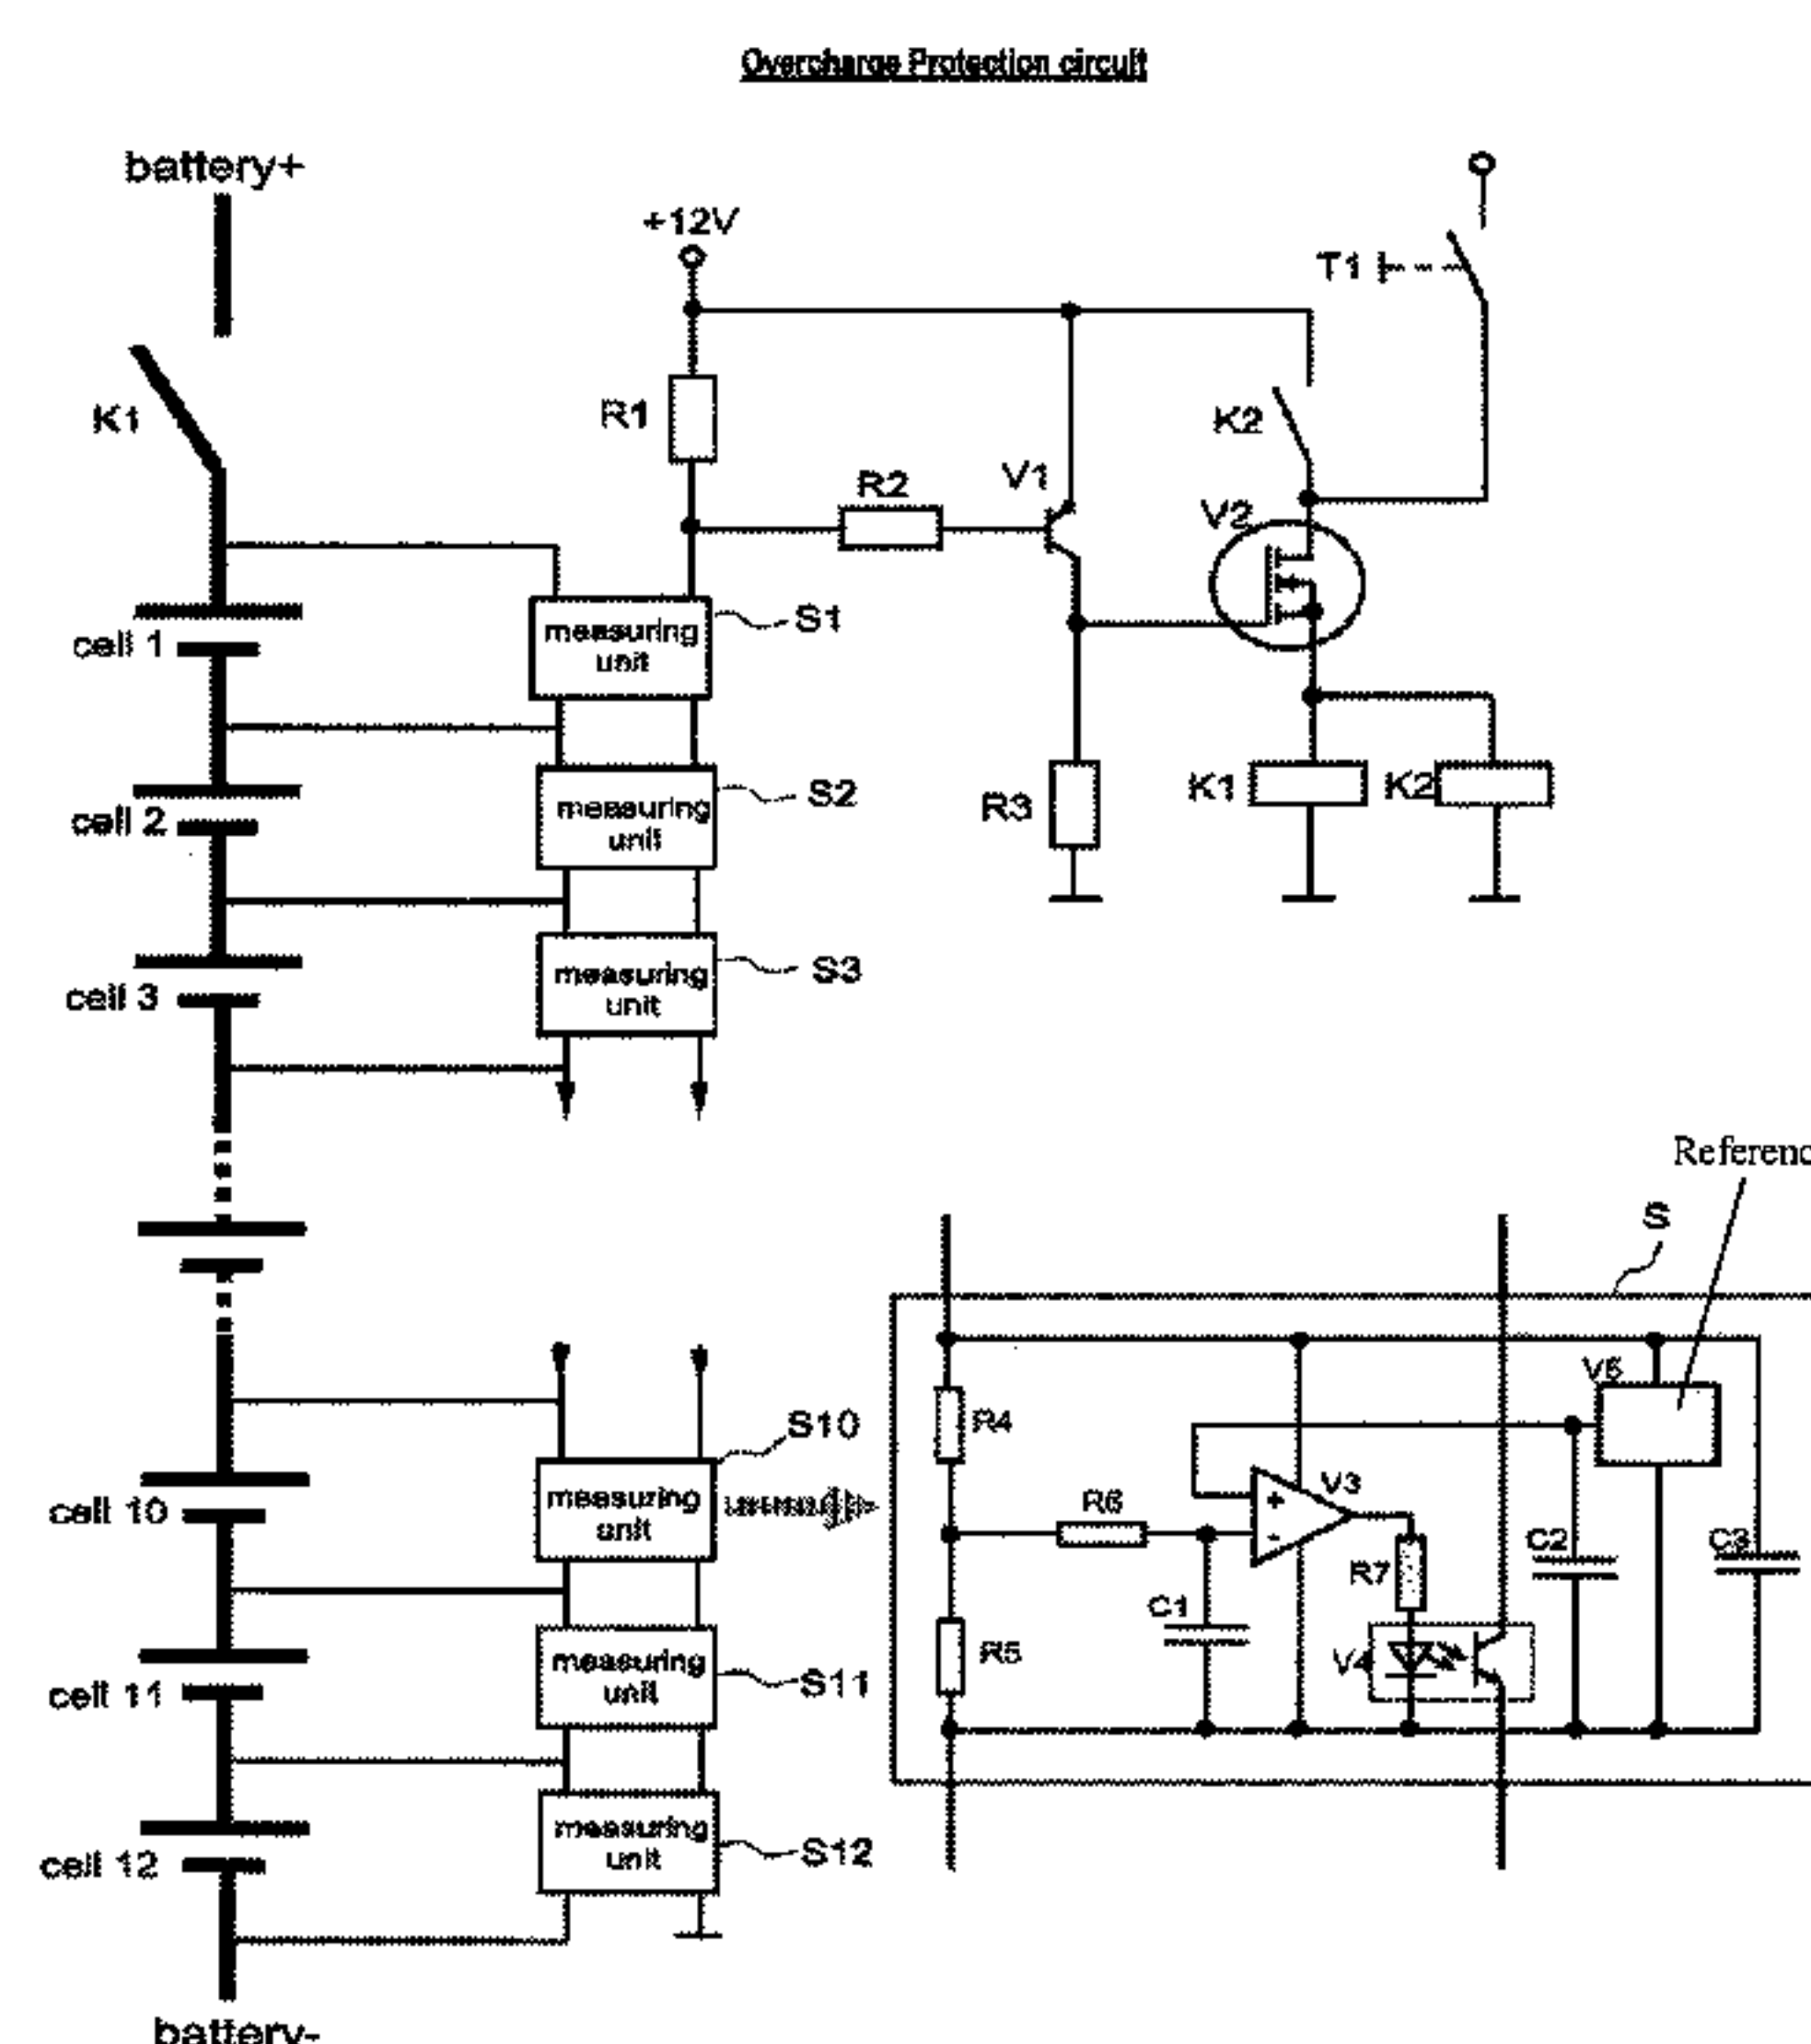 Overcharge Protection circuit
battery+
+12V
T1
K1
R1
K2
R2
V1
V2
cell 1
measuring
unit
S1
cell 2
measuring
unit
S2
R3
K1
K2
cell 3
measuring
unit
S3
Referenc
S
V5
R4
S10
cell 10
measuring
unit
+
V3
R6
-
C2
C3
R7
C1
R5
V4
cell 11
measuring
unit
S11
cell 12
measuring
unit
S12
battery-